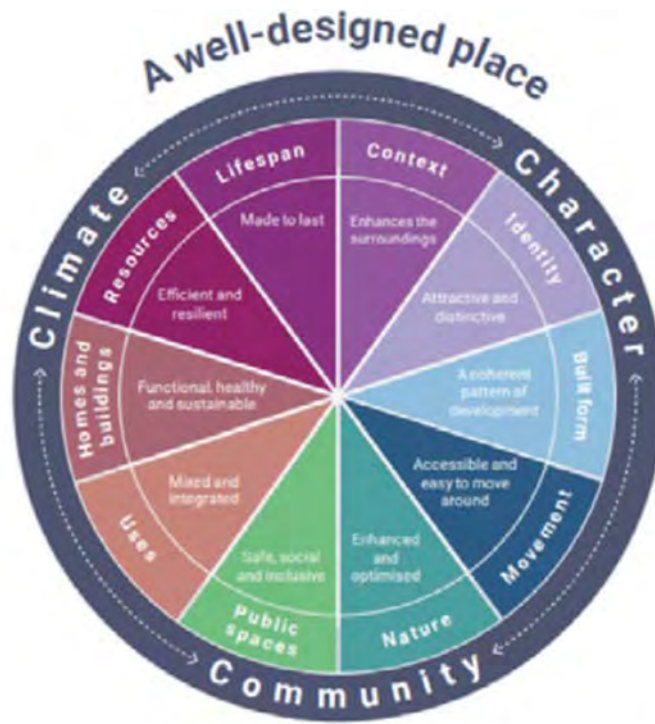 A well-designed place
Climate
Character
Community
Context
Enhances the
surroundings
Identity
Attractive and
distinctive
Built form
A coherent
pattern of
development
Movement
Accessible and
easy to move
around
Nature
Enhanced
and
optimised
Public
spaces
Safe, social
and inclusive
Uses
Mixed and
integrated
Homes and
buildings
Functional, healthy
and sustainable
Resources
Efficient and
resilient
Lifespan
Made to last